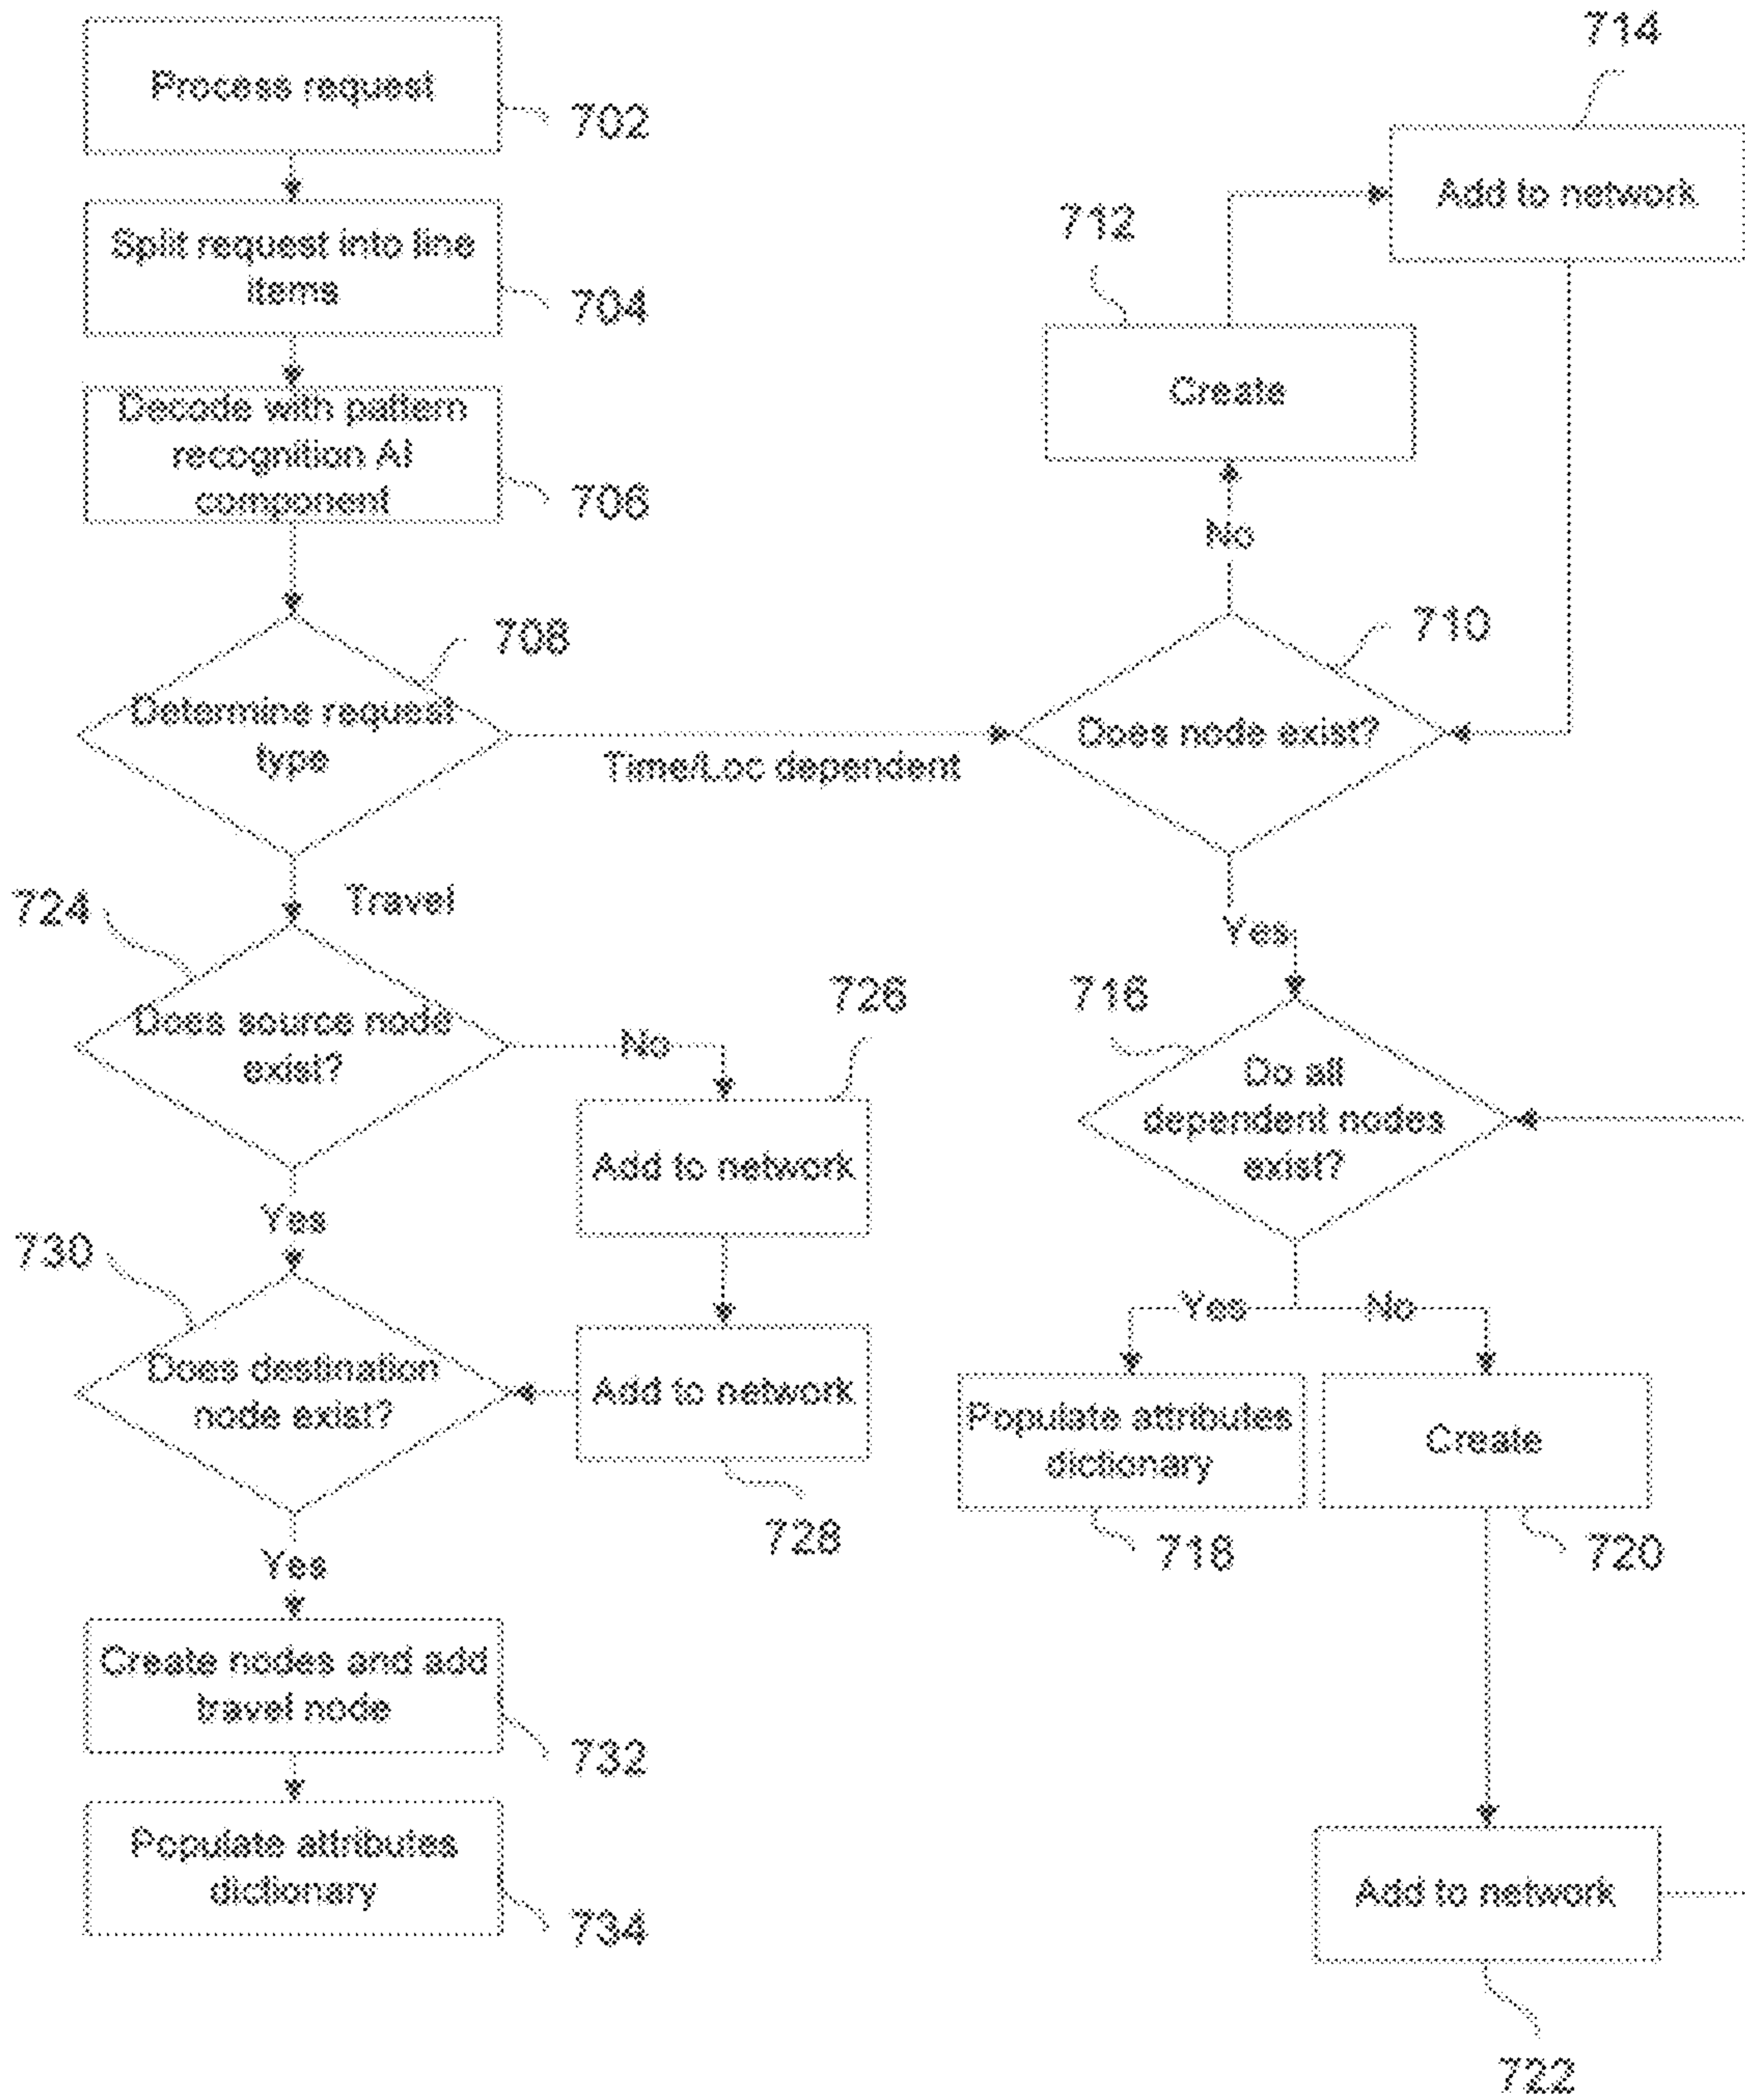 Process request
702
Split request into line
items
704
Decode with pattern
recognition AI
component
706
Determine request
type
708
Time/Loc dependent
Travel
Does node exist?
710
No
Create
712
Add to network
714
Yes
Do all
dependent nodes
exist?
716
Yes
No
Populate attributes
dictionary
718
Create
720
Add to network
722
Does source node
exist?
724
No
Add to network
726
Add to network
728
Yes
Does destination
node exist?
730
Yes
Create nodes and add
travel node
732
Populate attributes
dictionary
734